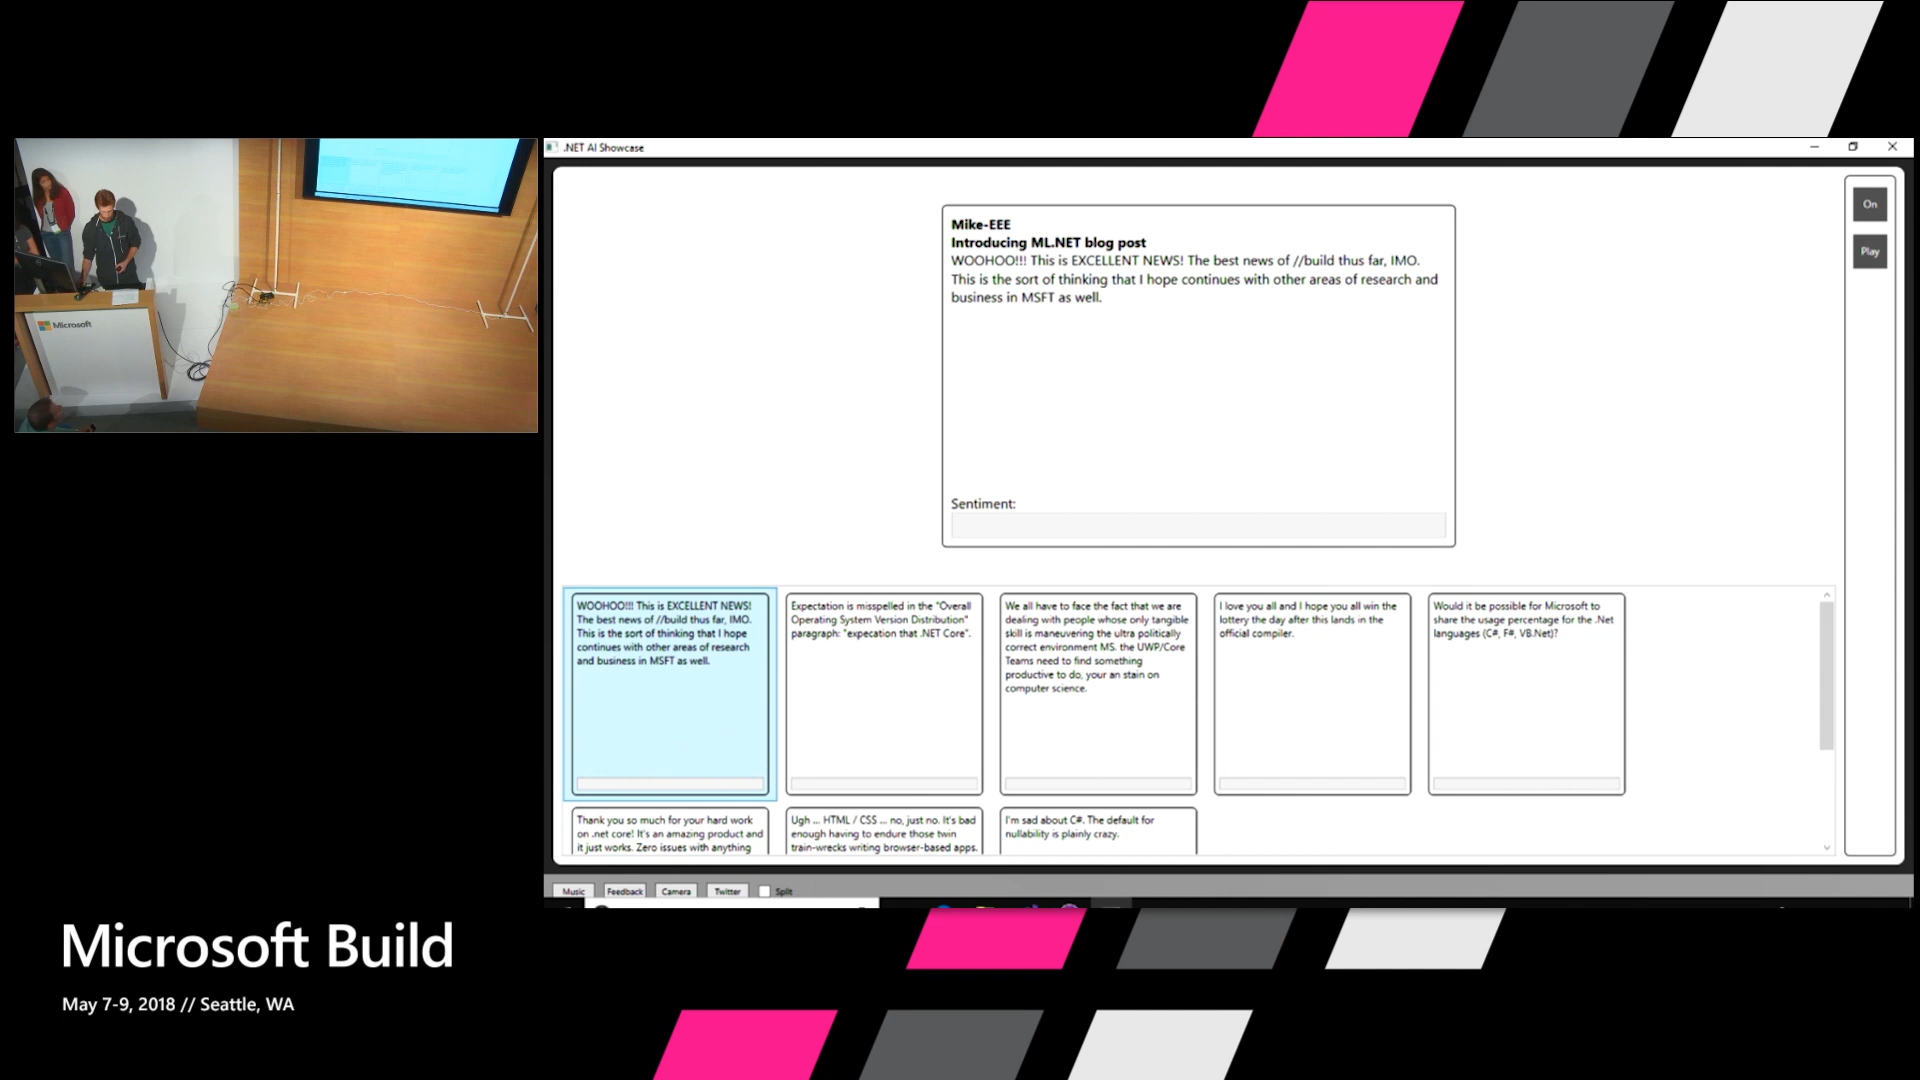 .NET AI Showcase
On
Play
Mike-EEE
Introducing ML.NET blog post
WOOHOO!!! This is EXCELLENT NEWS! The best news of //build thus far, IMO.
This is the sort of thinking that I hope continues with other areas of research and
business in MSFT as well.
Sentiment:
WOOHOO!!! This is EXCELLENT NEWS!
The best news of //build thus far, IMO.
This is the sort of thinking that I hope
continues with other areas of research
and business in MSFT as well.
Expectation is misspelled in the "Overall
Operating System Version Distribution"
paragraph: "expecation that .NET Core".
We all have to face the fact that we are
dealing with people whose only tangible
skill is maneuvering the ultra politically
correct environment MS. the UWP/Core
Teams need to find something
productive to do, your an stain on
computer science.
I love you all and I hope you all win the
lottery the day after this lands in the
official compiler.
Would it be possible for Microsoft to
share the usage percentage for the .Net
languages (C#, F#, VB.Net)?
Thank you so much for your hard work
on .net core! It's an amazing product and
it just works. Zero issues with anything
Ugh ... HTML / CSS ... no, just no. It's bad
enough having to endure those twin
train-wrecks writing browser-based apps.
I'm sad about C#. The default for
nullability is plainly crazy.
Music
Feedback
Camera
Twitter
Split
Microsoft
Microsoft Build
May 7-9, 2018 // Seattle, WA